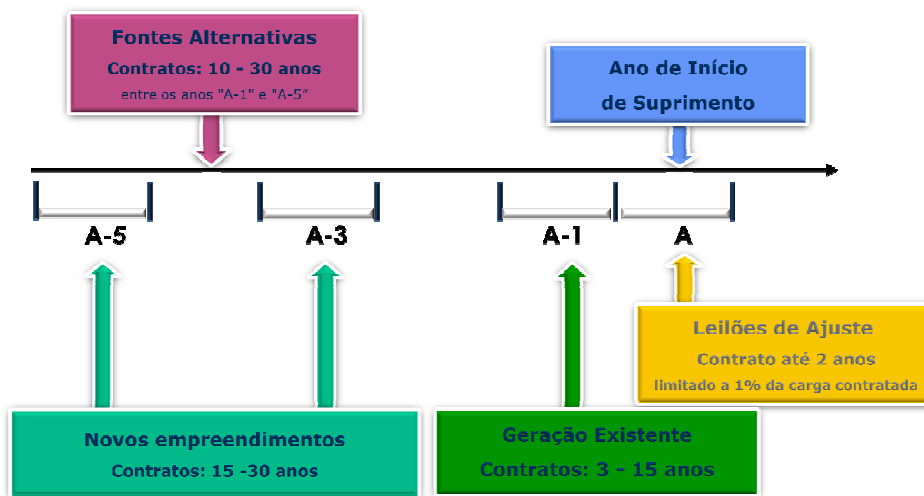 Fontes Alternativas
Contratos: 10 - 30 anos
entre os anos "A-1" e "A-5"
Ano de Início
de Suprimento
A-5
A-3
A-1
A
Leilões de Ajuste
Contrato até 2 anos
limitado a 1% da carga contratada
Novos empreendimentos
Contratos: 15 -30 anos
Geração Existente
Contratos: 3 - 15 anos